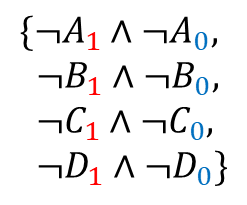 {¬A₁ ∧ ¬A₀,
¬B₁ ∧ ¬B₀,
¬C₁ ∧ ¬C₀,
¬D₁ ∧ ¬D₀}